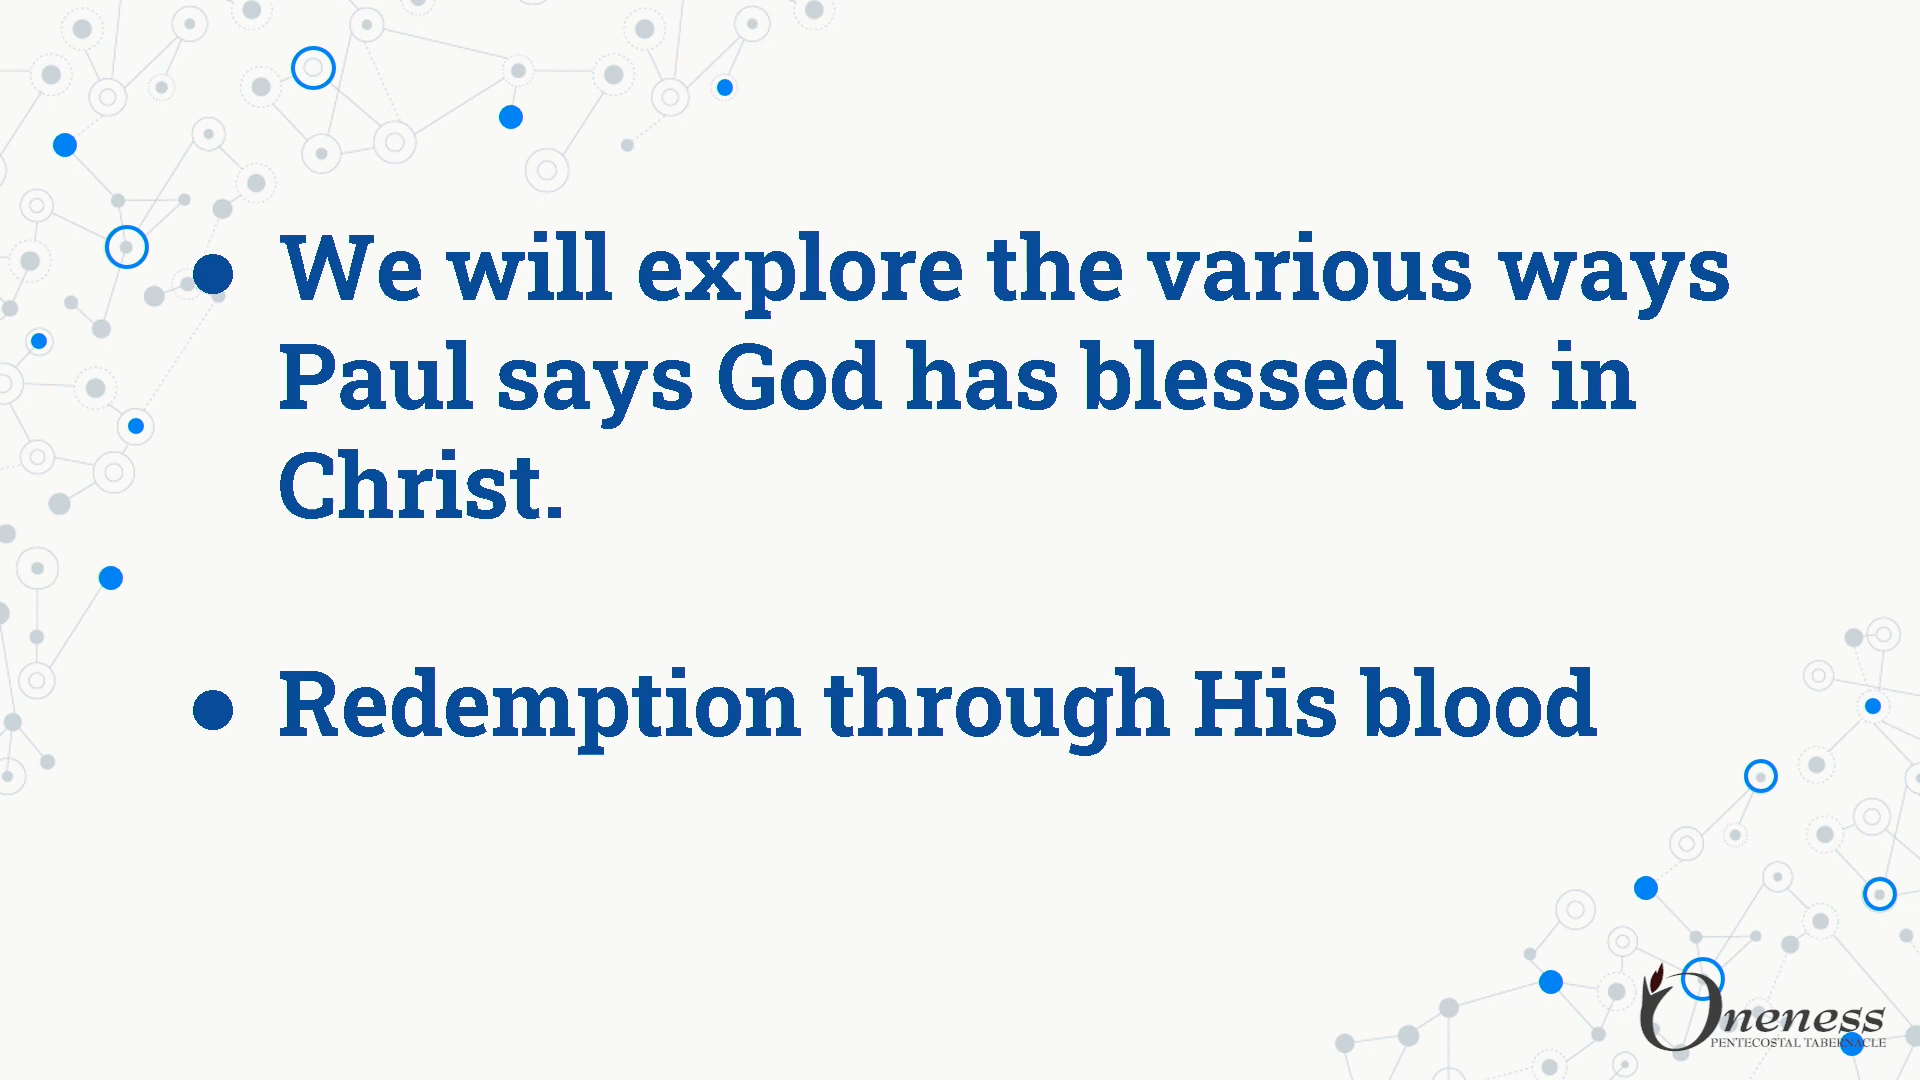 ● We will explore the various ways
Paul says God has blessed us in
Christ.
● Redemption through His blood
Oneness
PENTECOSTAL TABERNACLE